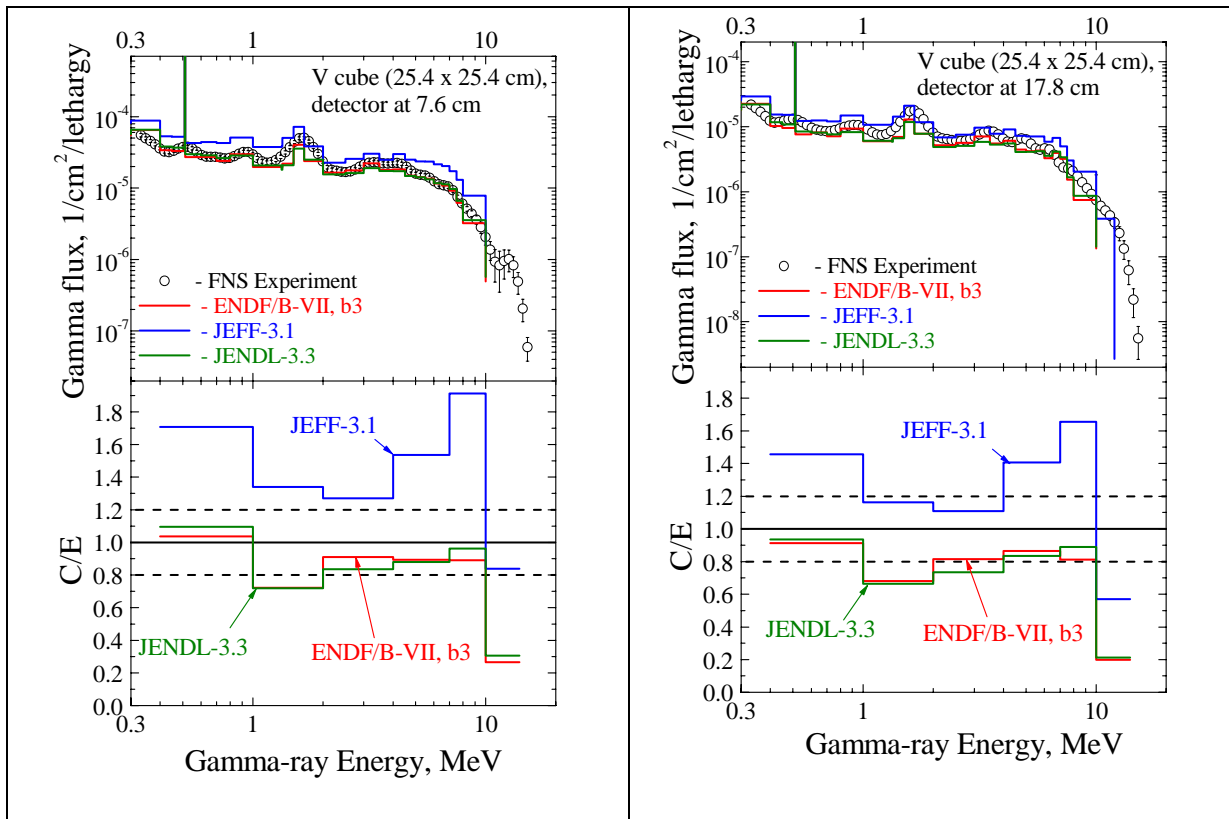 0.3 1 10
V cube (25.4 x 25.4 cm),
detector at 7.6 cm
Gamma flux, 1/cm²/lethargy
10⁻⁴
10⁻⁵
10⁻⁶
10⁻⁷
- FNS Experiment
- ENDF/B-VII, b3
- JEFF-3.1
- JENDL-3.3
C/E
1.8
1.6
1.4
1.2
1.0
0.8
0.6
0.4
0.2
0.0
JEFF-3.1
JENDL-3.3
ENDF/B-VII, b3
0.3 1 10
Gamma-ray Energy, MeV
0.3 1 10
V cube (25.4 x 25.4 cm),
detector at 17.8 cm
Gamma flux, 1/cm²/lethargy
10⁻⁴
10⁻⁵
10⁻⁶
10⁻⁷
10⁻⁸
- FNS Experiment
- ENDF/B-VII, b3
- JEFF-3.1
- JENDL-3.3
C/E
1.8
1.6
1.4
1.2
1.0
0.8
0.6
0.4
0.2
0.0
JEFF-3.1
JENDL-3.3
ENDF/B-VII, b3
0.3 1 10
Gamma-ray Energy, MeV